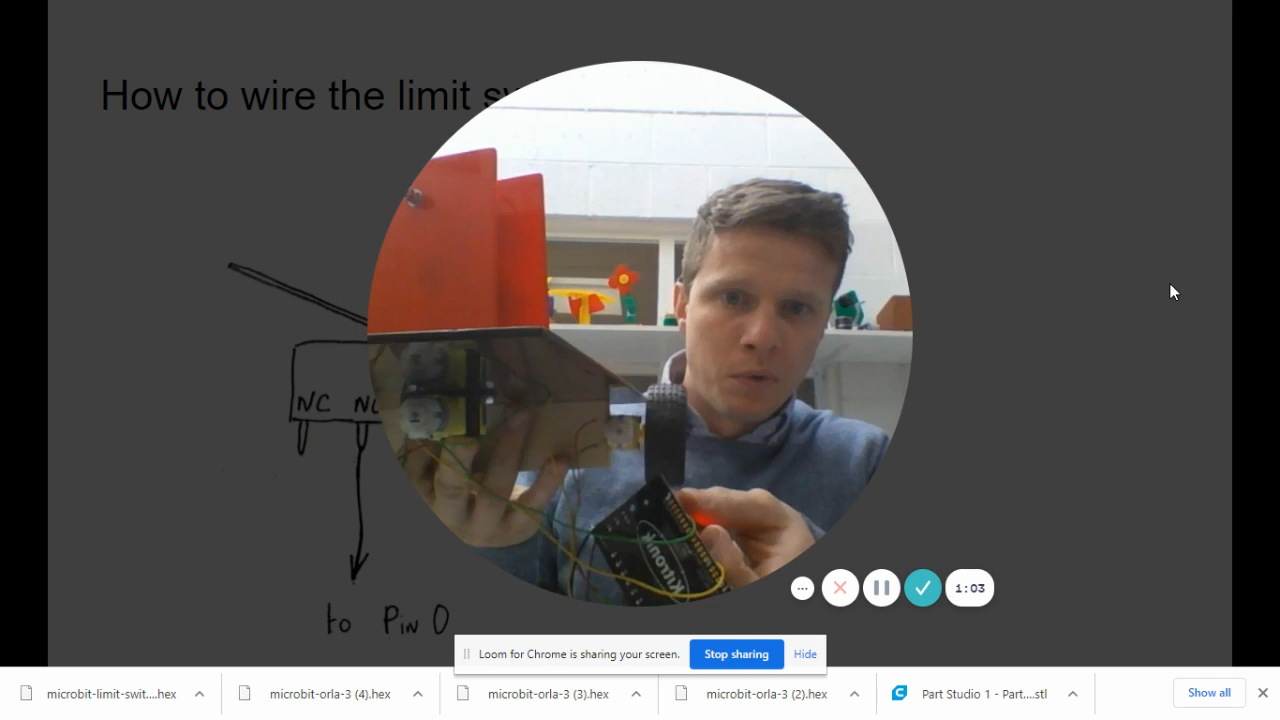 How to wire the limit
NC
to Pin 0
Kitronik
1:03
Loom for Chrome is sharing your screen.
Stop sharing
Hide
microbit-limit-swit....hex
microbit-orla-3 (4).hex
microbit-orla-3 (3).hex
microbit-orla-3 (2).hex
Part Studio 1 - Part....stl
Show all